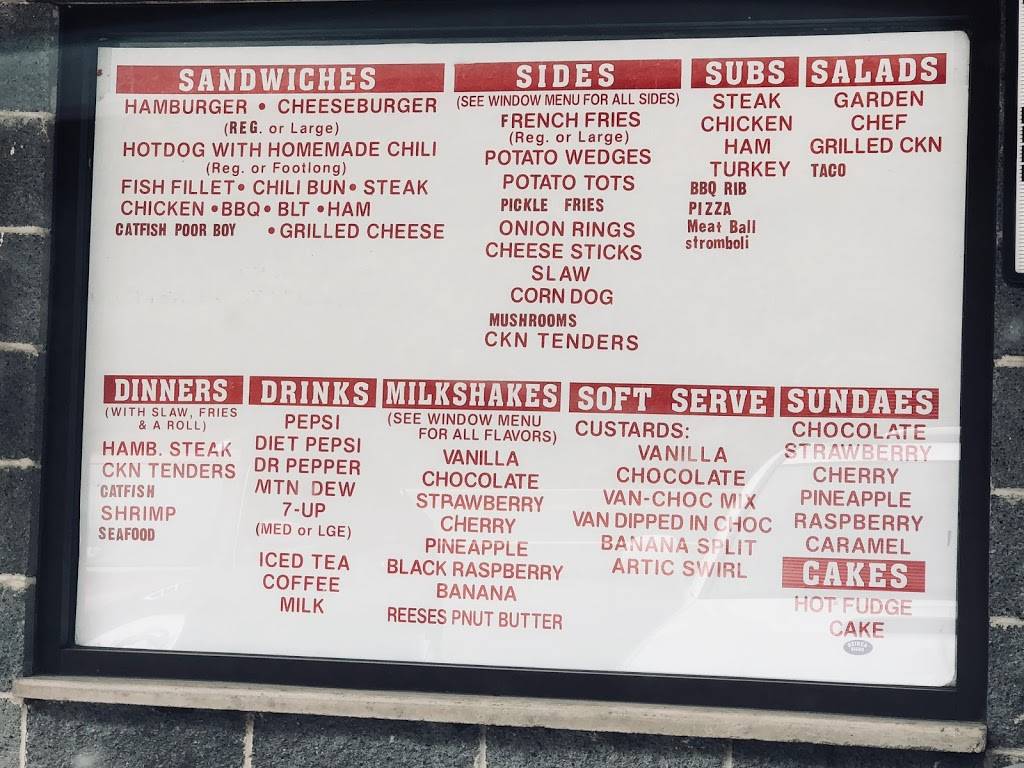 SANDWICHES
HAMBURGER • CHEESEBURGER
(REG. or Large)
HOTDOG WITH HOMEMADE CHILI
(Reg. or Footlong)
FISH FILLET • CHILI BUN • STEAK
CHICKEN • BBQ • BLT • HAM
CATFISH POOR BOY • GRILLED CHEESE
SIDES
(SEE WINDOW MENU FOR ALL SIDES)
FRENCH FRIES
(Reg. or Large)
POTATO WEDGES
POTATO TOTS
PICKLE FRIES
ONION RINGS
CHEESE STICKS
SLAW
CORN DOG
MUSHROOMS
CKN TENDERS
SUBS
STEAK
CHICKEN
HAM
TURKEY
BBQ RIB
PIZZA
Meat Ball
stromboli
SALADS
GARDEN
CHEF
GRILLED CKN
TACO
DINNERS
(WITH SLAW, FRIES
& A ROLL)
HAMB. STEAK
CKN TENDERS
CATFISH
SHRIMP
SEAFOOD
DRINKS
PEPSI
DIET PEPSI
DR PEPPER
MTN DEW
7-UP
(MED or LGE)
ICED TEA
COFFEE
MILK
MILKSHAKES
(SEE WINDOW MENU
FOR ALL FLAVORS)
VANILLA
CHOCOLATE
STRAWBERRY
CHERRY
PINEAPPLE
BLACK RASPBERRY
BANANA
REESES PNUT BUTTER
SOFT SERVE
CUSTARDS:
VANILLA
CHOCOLATE
VAN-CHOC MIX
VAN DIPPED IN CHOC
BANANA SPLIT
ARTIC SWIRL
SUNDAES
CHOCOLATE
STRAWBERRY
CHERRY
PINEAPPLE
RASPBERRY
CARAMEL
CAKES
HOT FUDGE
CAKE